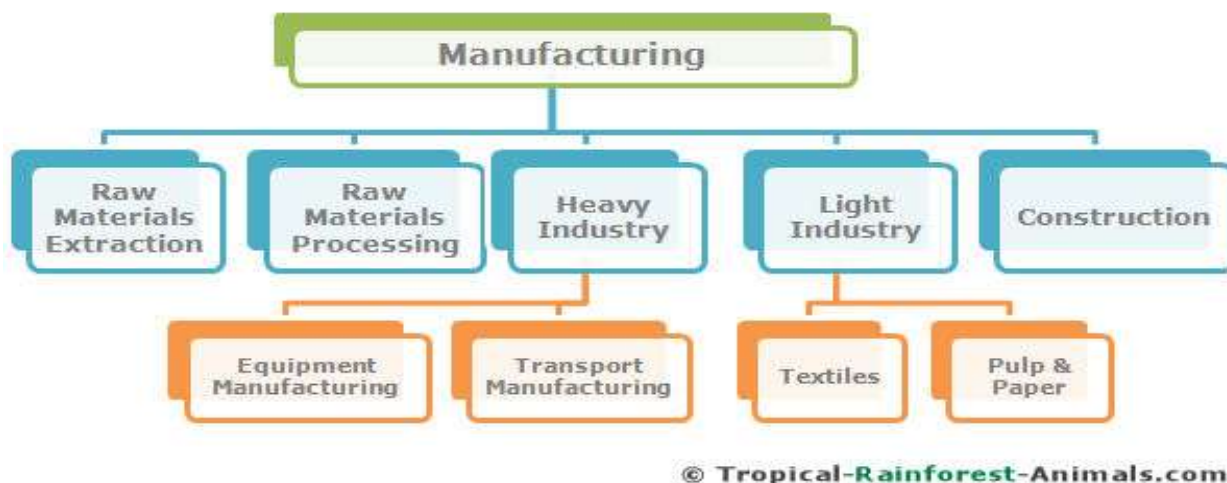 Manufacturing
Raw
Materials
Extraction
Raw
Materials
Processing
Heavy
Industry
Light
Industry
Construction
Equipment
Manufacturing
Transport
Manufacturing
Textiles
Pulp &
Paper
© Tropical-Rainforest-Animals.com